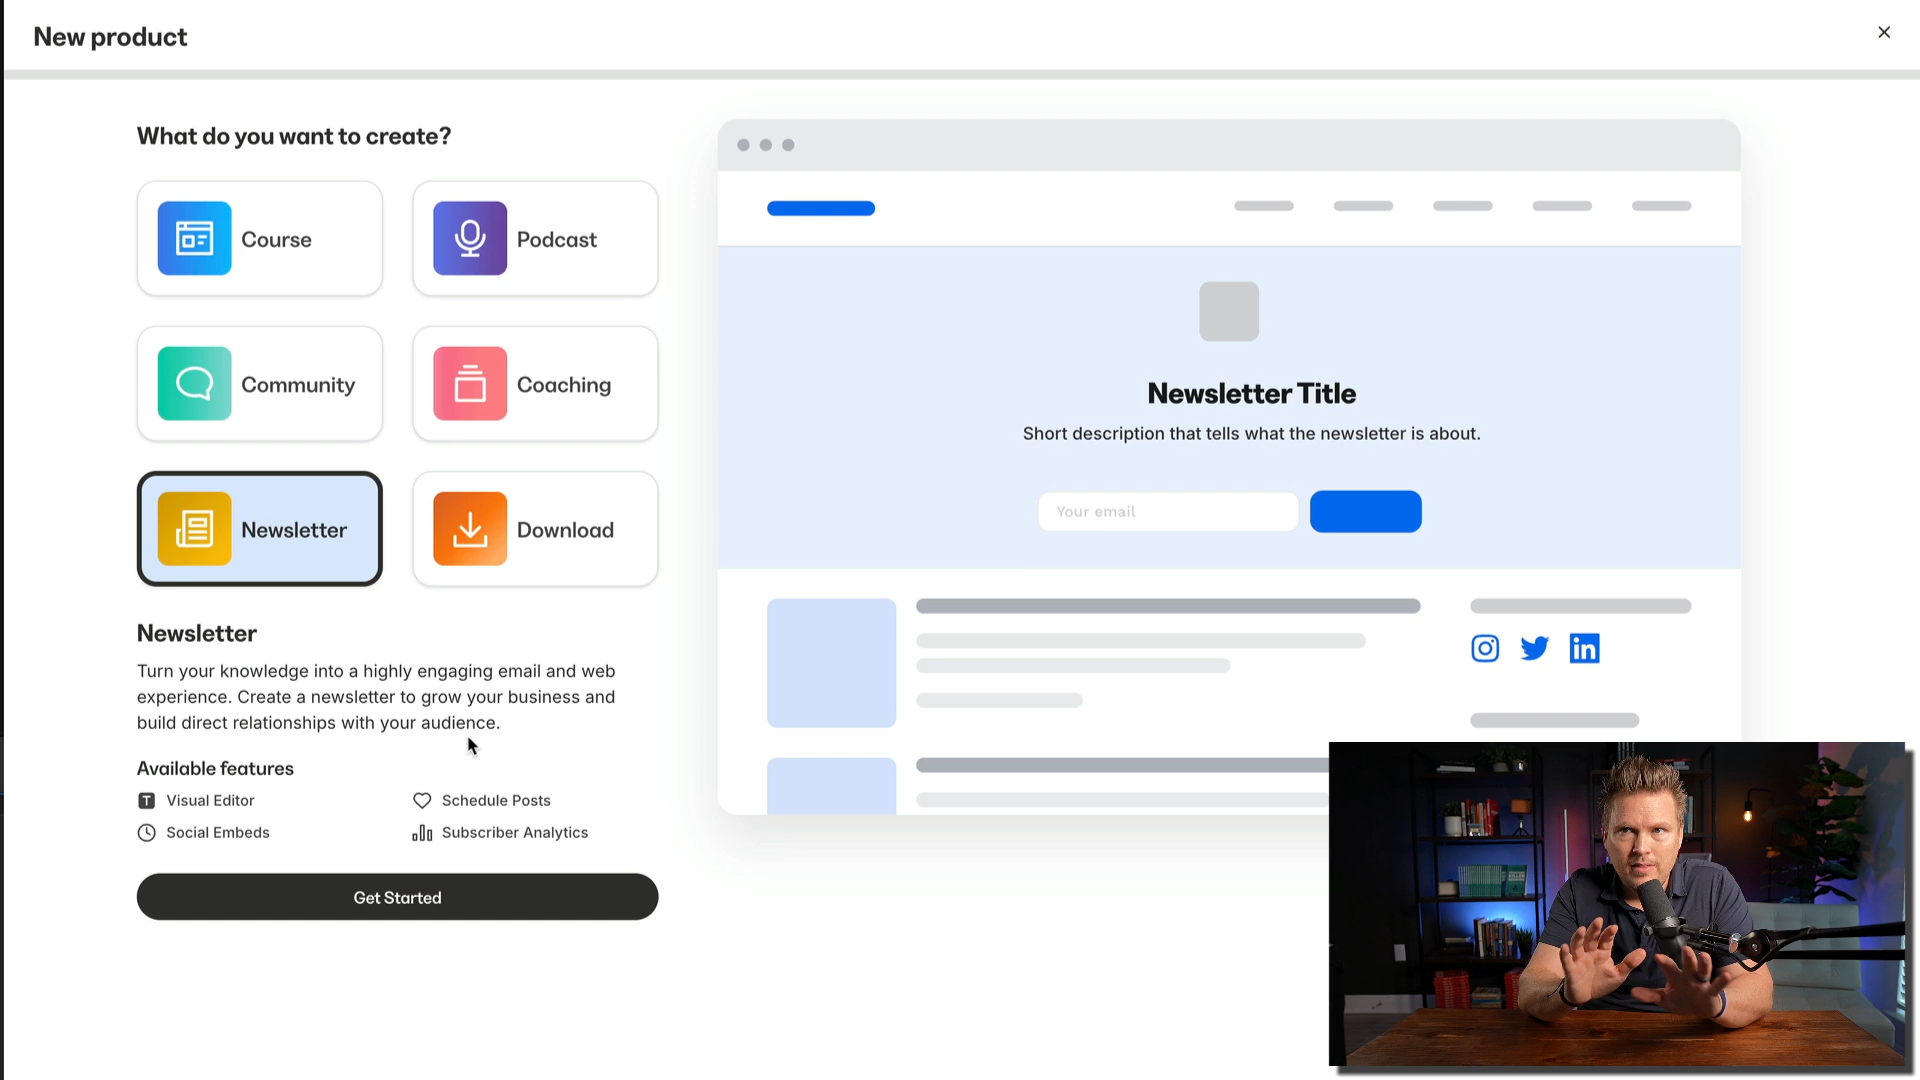 New product
What do you want to create?
Course
Podcast
Community
Coaching
Newsletter
Download
Newsletter
Turn your knowledge into a highly engaging email and web
experience. Create a newsletter to grow your business and
build direct relationships with your audience.
Available features
Visual Editor
Schedule Posts
Social Embeds
Subscriber Analytics
Get Started
Newsletter Title
Short description that tells what the newsletter is about.
Your email